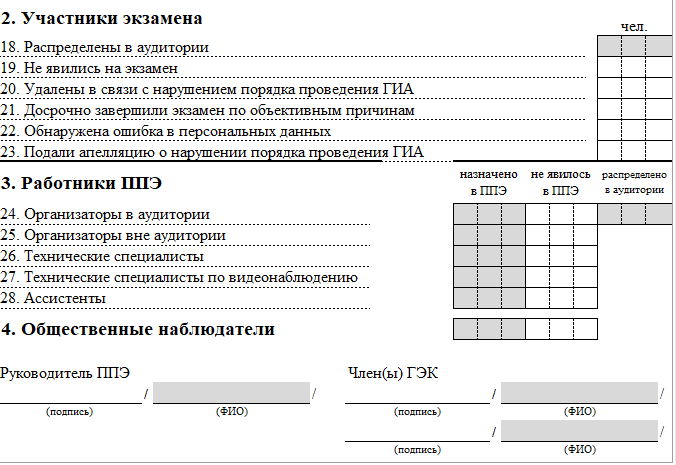 2. Участники экзамена
чел.
18. Распределены в аудитории
19. Не явились на экзамен
20. Удалены в связи с нарушением порядка проведения ГИА
21. Досрочно завершили экзамен по объективным причинам
22. Обнаружена ошибка в персональных данных
23. Подали апелляцию о нарушении порядка проведения ГИА
3. Работники ППЭ
назначено в ППЭ
не явилось в ППЭ
распределено в аудитории
24. Организаторы в аудитории
25. Организаторы вне аудитории
26. Технические специалисты
27. Технические специалисты по видеонаблюдению
28. Ассистенты
4. Общественные наблюдатели
Руководитель ППЭ
Член(ы) ГЭК
/ / / /
(подпись) (ФИО) (подпись) (ФИО)
/ /
(подпись) (ФИО)